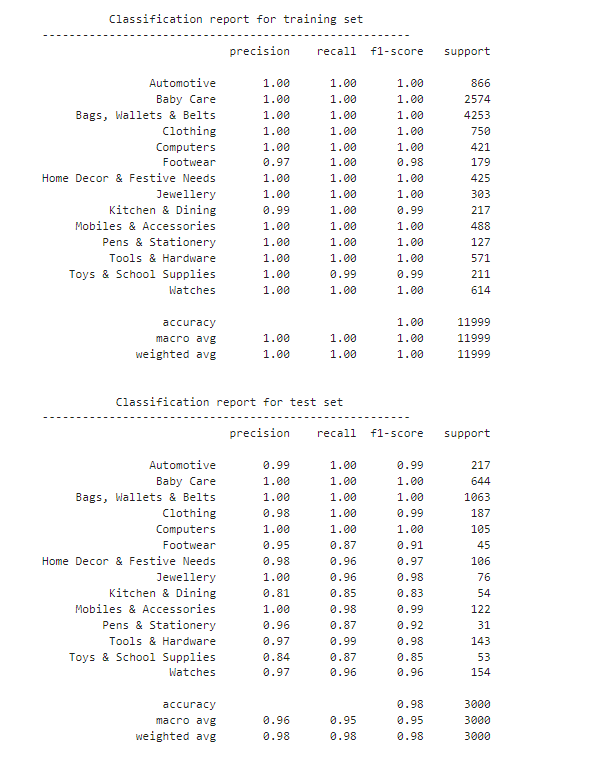 Classification report for training set
-------------------------------------------------------
precision recall f1-score support
Automotive 1.00 1.00 1.00 866
Baby Care 1.00 1.00 1.00 2574
Bags, Wallets & Belts 1.00 1.00 1.00 4253
Clothing 1.00 1.00 1.00 750
Computers 1.00 1.00 1.00 421
Footwear 0.97 1.00 0.98 179
Home Decor & Festive Needs 1.00 1.00 1.00 425
Jewellery 1.00 1.00 1.00 303
Kitchen & Dining 0.99 1.00 0.99 217
Mobiles & Accessories 1.00 1.00 1.00 488
Pens & Stationery 1.00 1.00 1.00 127
Tools & Hardware 1.00 1.00 1.00 571
Toys & School Supplies 1.00 0.99 0.99 211
Watches 1.00 1.00 1.00 614
accuracy 1.00 11999
macro avg 1.00 1.00 1.00 11999
weighted avg 1.00 1.00 1.00 11999
Classification report for test set
-------------------------------------------------------
precision recall f1-score support
Automotive 0.99 1.00 0.99 217
Baby Care 1.00 1.00 1.00 644
Bags, Wallets & Belts 1.00 1.00 1.00 1063
Clothing 0.98 1.00 0.99 187
Computers 1.00 1.00 1.00 105
Footwear 0.95 0.87 0.91 45
Home Decor & Festive Needs 0.98 0.96 0.97 106
Jewellery 1.00 0.96 0.98 76
Kitchen & Dining 0.81 0.85 0.83 54
Mobiles & Accessories 1.00 0.98 0.99 122
Pens & Stationery 0.96 0.87 0.92 31
Tools & Hardware 0.97 0.99 0.98 143
Toys & School Supplies 0.84 0.87 0.85 53
Watches 0.97 0.96 0.96 154
accuracy 0.98 3000
macro avg 0.96 0.95 0.95 3000
weighted avg 0.98 0.98 0.98 3000